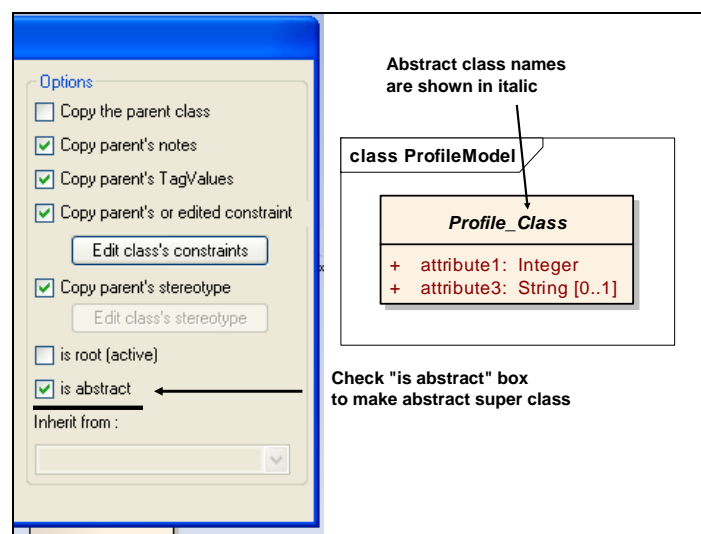 Options
Copy the parent class
Copy parent's notes
Copy parent's TagValues
Copy parent's or edited constraint
Edit class's constraints
Copy parent's stereotype
Edit class's stereotype
is root (active)
is abstract
Inherit from :
Abstract class names
are shown in italic
class ProfileModel
Profile_Class
+ attribute1: Integer
+ attribute3: String [0..1]
Check "is abstract" box
to make abstract super class